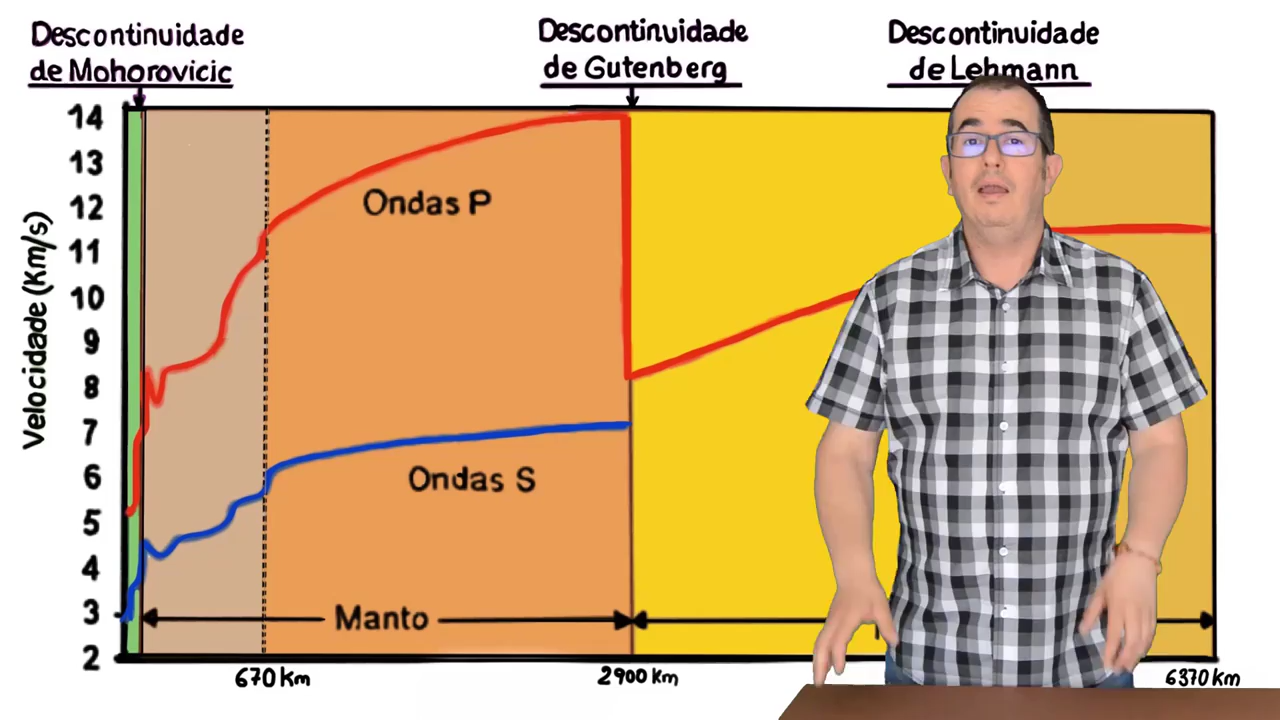 Descontinuidade
de Mohorovicic
Descontinuidade
de Gutenberg
Descontinuidade
de Lehmann
14
13
12
11
10
9
8
7
6
5
4
3
2
Velocidade (Km/s)
Ondas P
Ondas S
Manto
670 Km
2900 Km
6370 Km